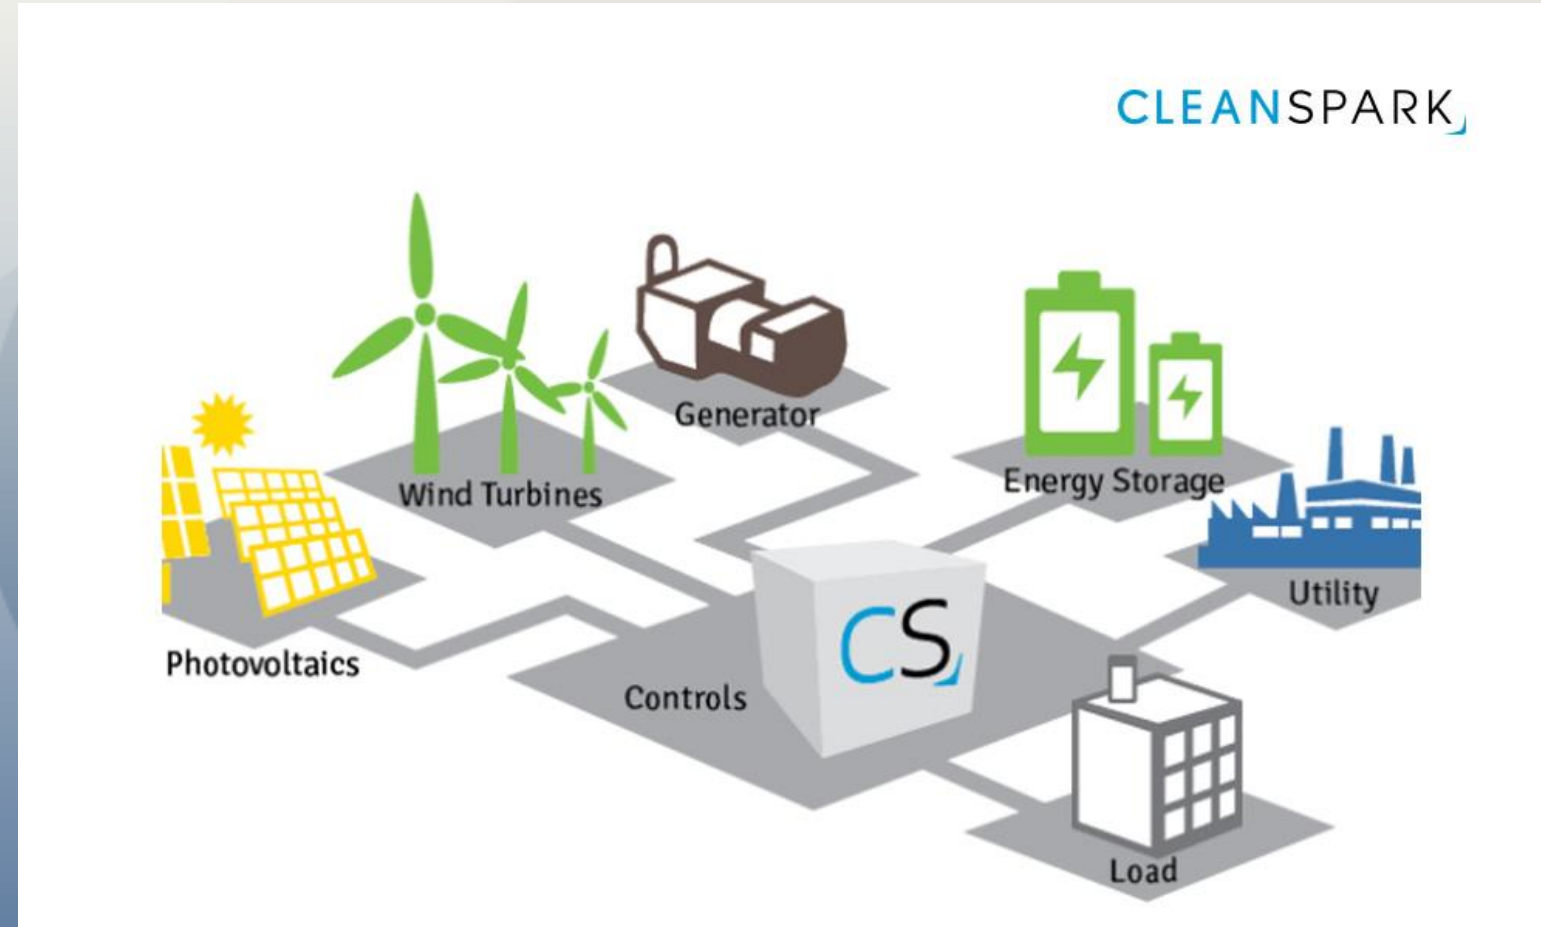 CLEANSPARK
Generator
Energy Storage
Wind Turbines
Utility
Photovoltaics
CS
Controls
Load